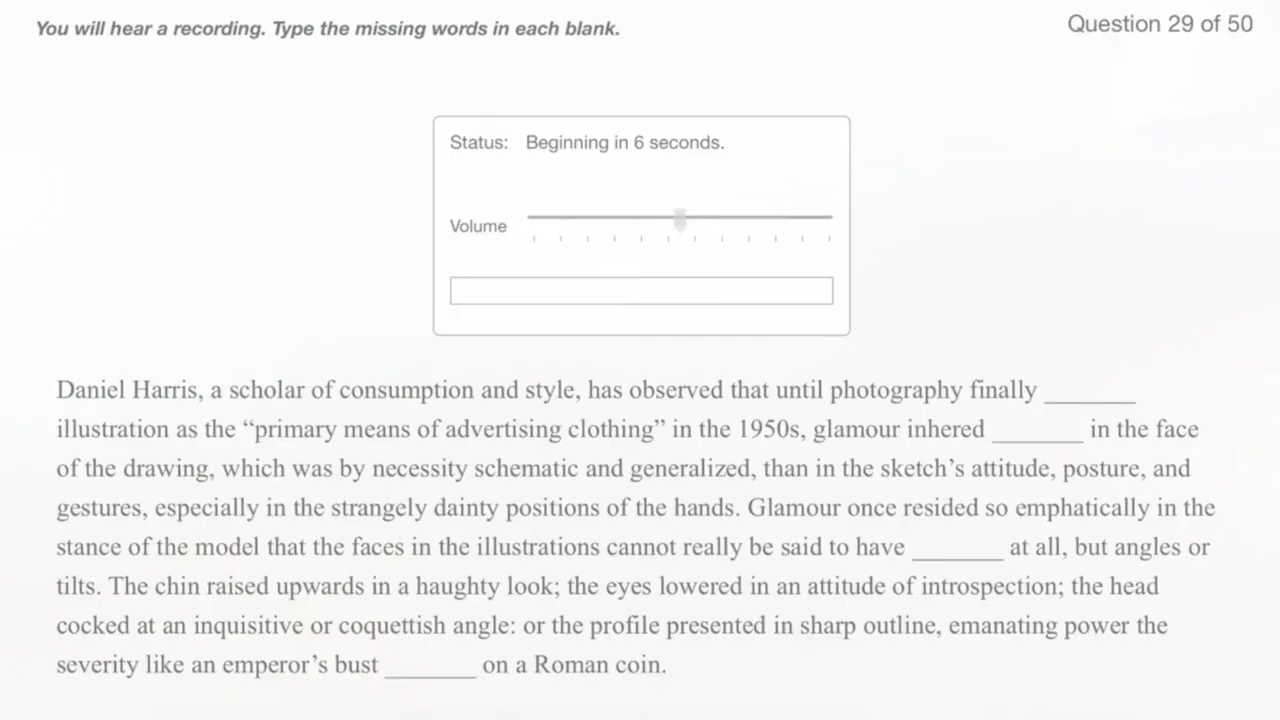 You will hear a recording. Type the missing words in each blank.
Question 29 of 50
Status: Beginning in 6 seconds.
Volume
Daniel Harris, a scholar of consumption and style, has observed that until photography finally ________
illustration as the “primary means of advertising clothing” in the 1950s, glamour inhered ________ in the face
of the drawing, which was by necessity schematic and generalized, than in the sketch’s attitude, posture, and
gestures, especially in the strangely dainty positions of the hands. Glamour once resided so emphatically in the
stance of the model that the faces in the illustrations cannot really be said to have ________ at all, but angles or
tilts. The chin raised upwards in a haughty look; the eyes lowered in an attitude of introspection; the head
cocked at an inquisitive or coquettish angle: or the profile presented in sharp outline, emanating power the
severity like an emperor’s bust ________ on a Roman coin.